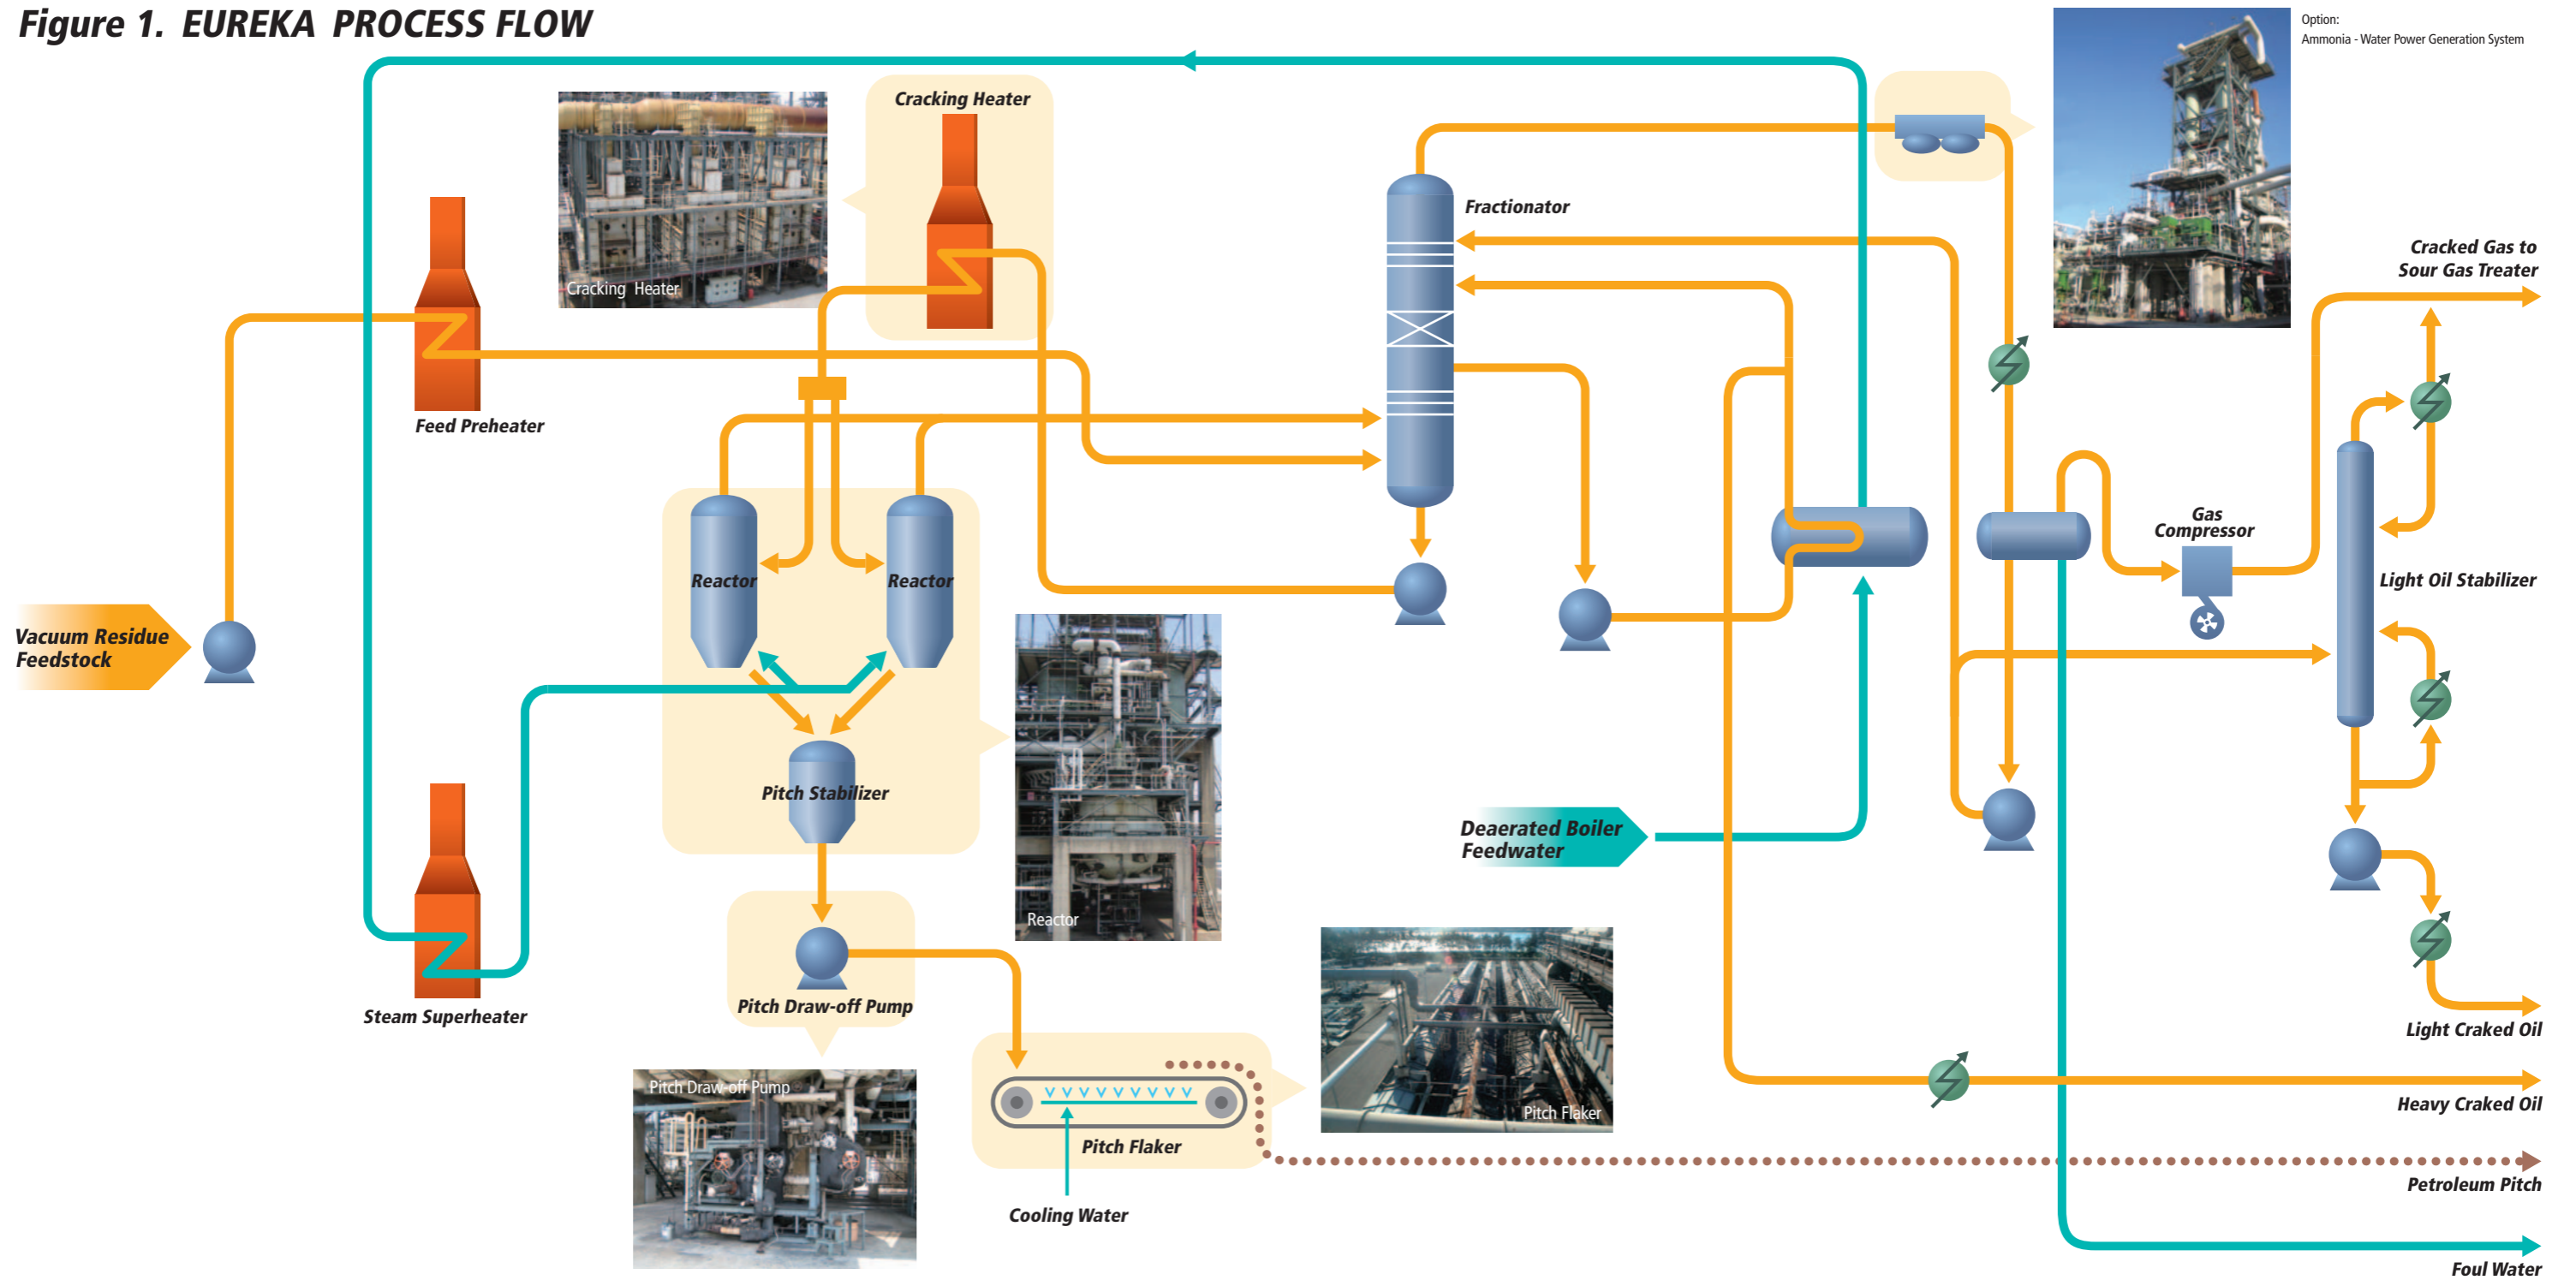 Figure 1. EUREKA PROCESS FLOW
Option:
Ammonia - Water Power Generation System
Cracking Heater
Cracking Heater
Fractionator
Cracked Gas to
Sour Gas Treater
Feed Preheater
Gas
Compressor
Reactor
Reactor
Light Oil Stabilizer
Vacuum Residue
Feedstock
Pitch Stabilizer
Deaerated Boiler
Feedwater
Reactor
Steam Superheater
Pitch Draw-off Pump
Light Craked Oil
Pitch Draw-off Pump
Pitch Flaker
Heavy Craked Oil
Pitch Flaker
Petroleum Pitch
Cooling Water
Foul Water